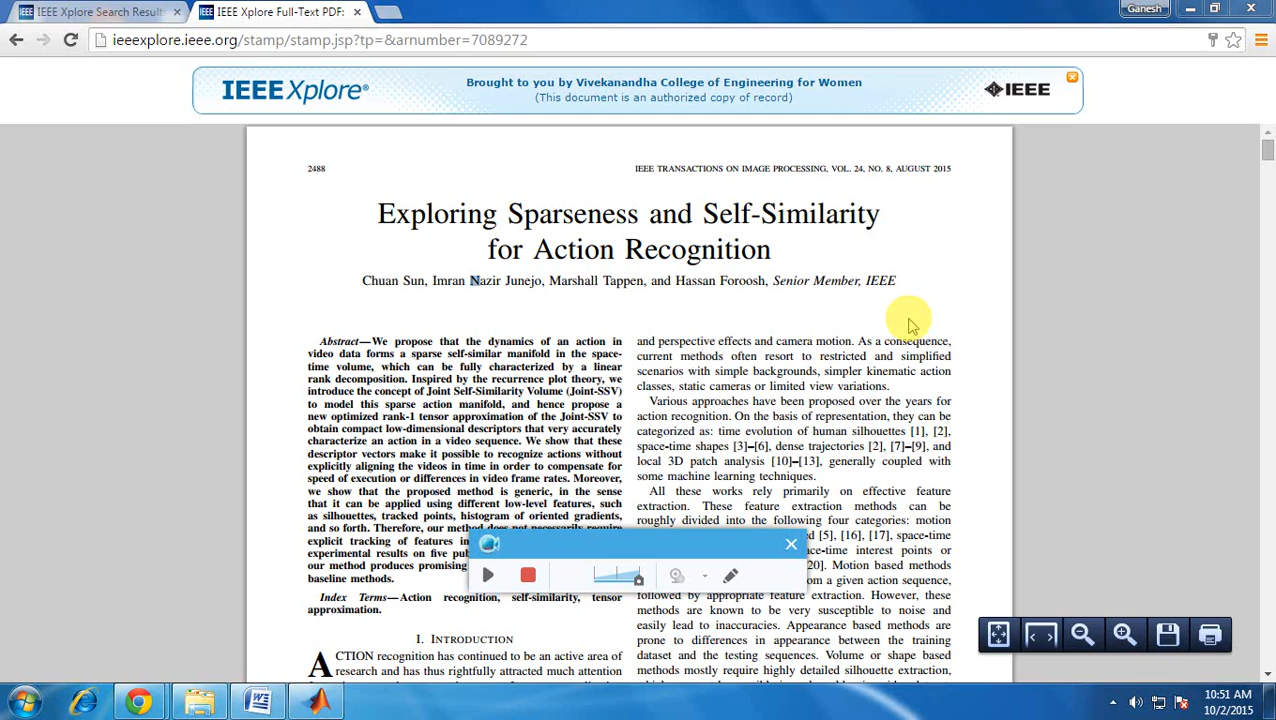 IEEE Xplore Search Results
IEEE Xplore Full-Text PDF:
Ganesh
ieeexplore.ieee.org/stamp/stamp.jsp?tp=&arnumber=7089272
IEEE Xplore®
Brought to you by Vivekanandha College of Engineering for Women
(This document is an authorized copy of record)
IEEE
2488
IEEE TRANSACTIONS ON IMAGE PROCESSING, VOL. 24, NO. 8, AUGUST 2015
Exploring Sparseness and Self-Similarity
for Action Recognition
Chuan Sun, Imran Nazir Junejo, Marshall Tappen, and Hassan Foroosh, Senior Member, IEEE
Abstract—We propose that the dynamics of an action in
video data forms a sparse self-similar manifold in the space-
time volume, which can be fully characterized by a linear
rank decomposition. Inspired by the recurrence plot theory, we
introduce the concept of Joint Self-Similarity Volume (Joint-SSV)
to model this sparse action manifold, and hence propose a
new optimized rank-1 tensor approximation of the Joint-SSV to
obtain compact low-dimensional descriptors that very accurately
characterize an action in a video sequence. We show that these
descriptor vectors make it possible to recognize actions without
explicitly aligning the videos in time in order to compensate for
speed of execution or differences in video frame rates. Moreover,
we show that the proposed method is generic, in the sense
that it can be applied using different low-level features, such
as silhouettes, tracked points, histogram of oriented gradients,
and so forth. Therefore, our method does not necessarily require
explicit tracking of features in
experimental results on five pu
our method produces promising
baseline methods.
Index Terms—Action recognition, self-similarity, tensor
approximation.
I. INTRODUCTION
ACTION recognition has continued to be an active area of
research and has thus rightfully attracted much attention
and perspective effects and camera motion. As a consequence,
current methods often resort to restricted and simplified
scenarios with simple backgrounds, simpler kinematic action
classes, static cameras or limited view variations.
Various approaches have been proposed over the years for
action recognition. On the basis of representation, they can be
categorized as: time evolution of human silhouettes [1], [2],
space-time shapes [3]–[6], dense trajectories [2], [7]–[9], and
local 3D patch analysis [10]–[13], generally coupled with
some machine learning techniques.
All these works rely primarily on effective feature
extraction. These feature extraction methods can be
roughly divided into the following four categories: motion
d [5], [16], [17], space-time
ce-time interest points or
20]. Motion based methods
om a given action sequence,
followed by appropriate feature extraction. However, these
methods are known to be very susceptible to noise and
easily lead to inaccuracies. Appearance based methods are
prone to differences in appearance between the training
dataset and the testing sequences. Volume or shape based
methods mostly require highly detailed silhouette extraction,
10:51 AM
10/2/2015